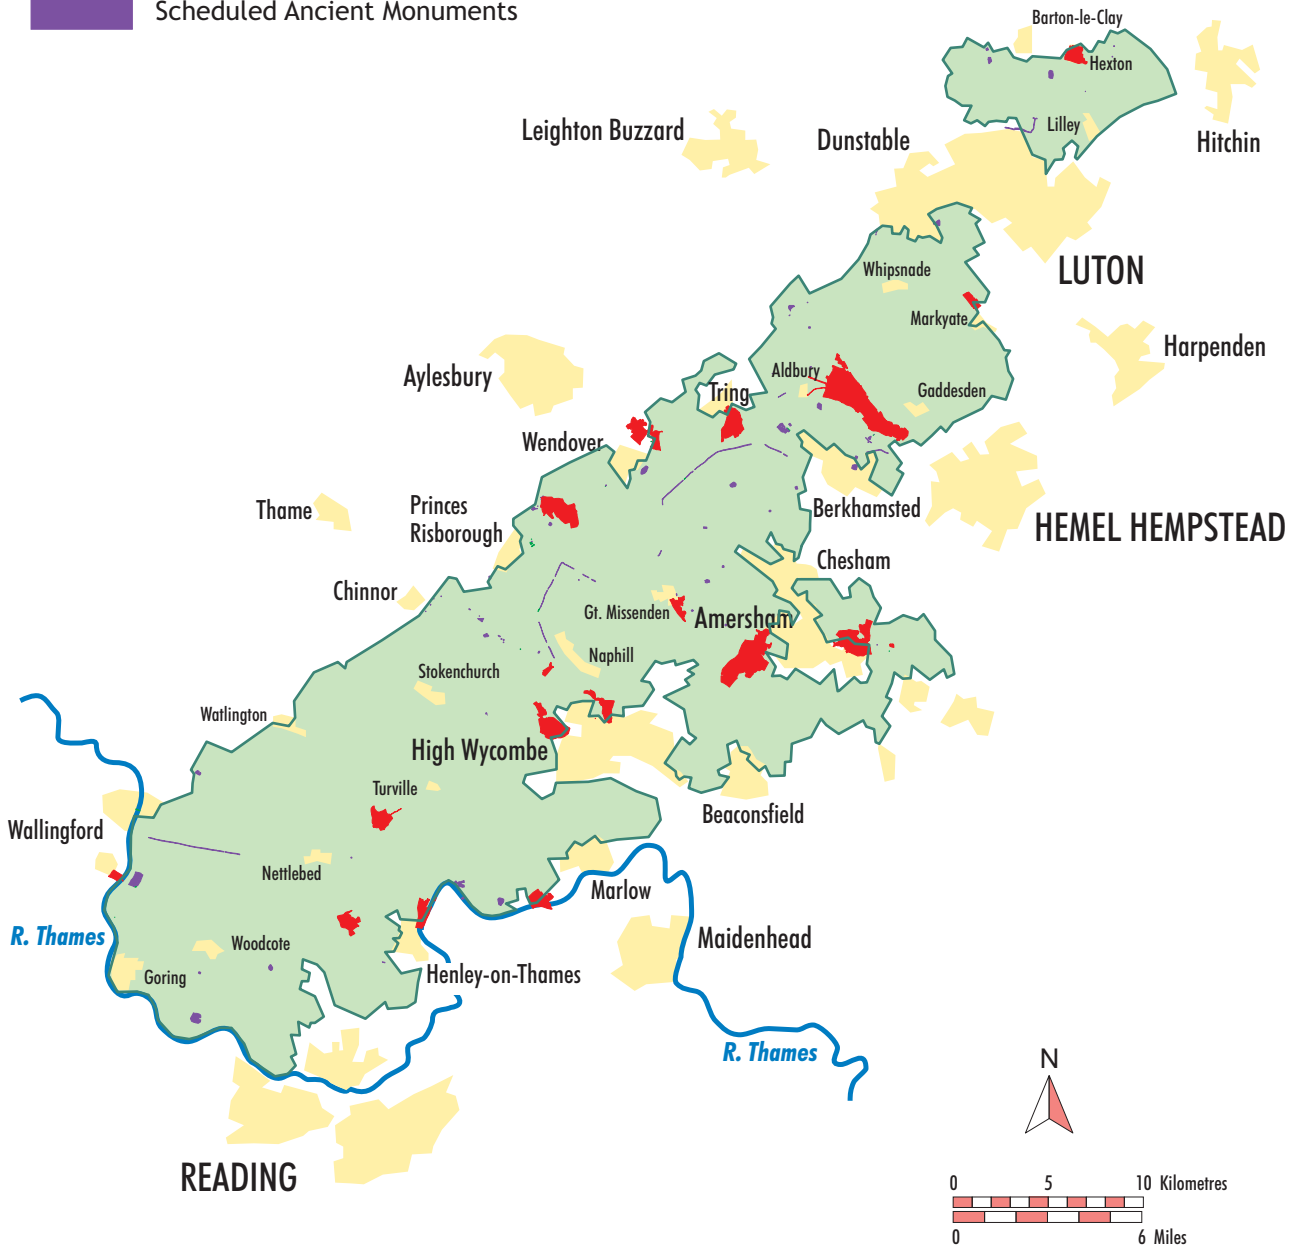 Scheduled Ancient Monuments
Barton-le-Clay
Hexton
Leighton Buzzard
Dunstable
Lilley
Hitchin
LUTON
Whipsnade
Markyate
Harpenden
Aylesbury
Aldbury
Tring
Gaddesden
Wendover
Thame
Princes
Risborough
Berkhamsted
HEMEL HEMPSTEAD
Chesham
Chinnor
Gt. Missenden
Amersham
Naphill
Stokenchurch
Watlington
High Wycombe
Turville
Beaconsfield
Wallingford
Nettlebed
Marlow
R. Thames
Woodcote
Maidenhead
Goring
Henley-on-Thames
R. Thames
N
READING
0 5 10 Kilometres
0 6 Miles